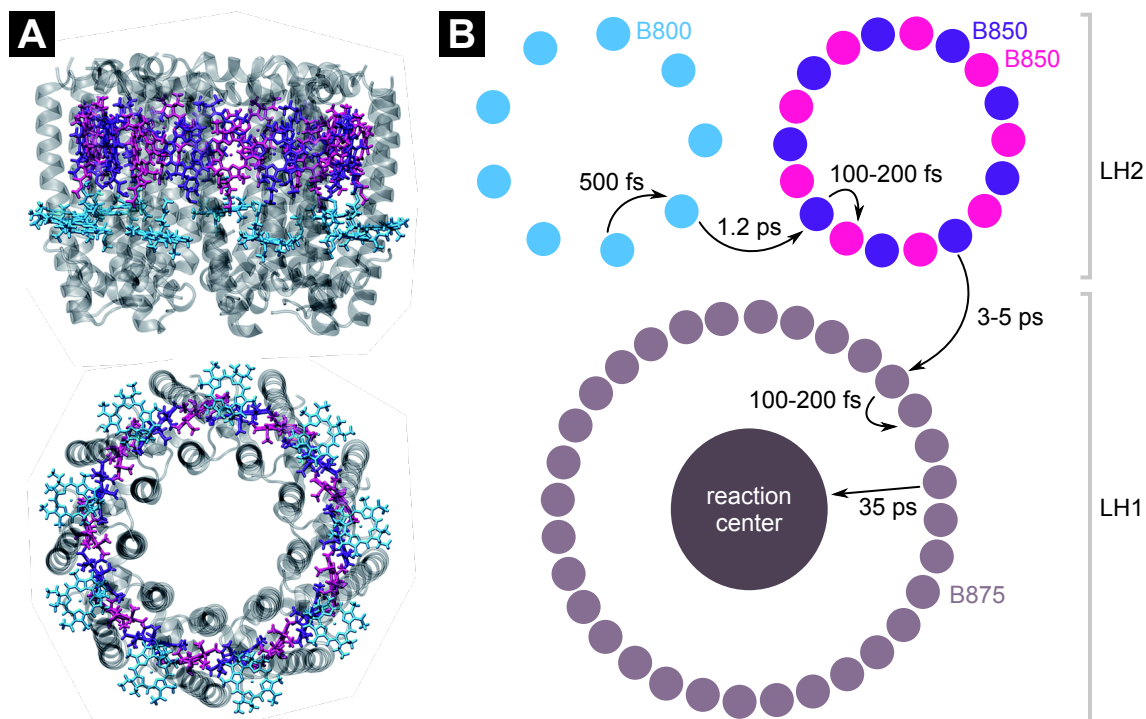 A
B
B800
B850
B850
500 fs
1.2 ps
100-200 fs
LH2
3-5 ps
100-200 fs
reaction
center
35 ps
B875
LH1